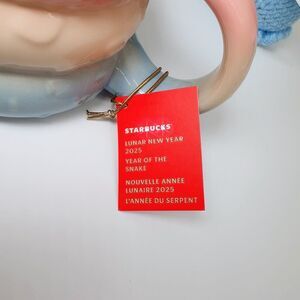 STARBUCKS
LUNAR NEW YEAR
2025
YEAR OF THE
SNAKE
NOUVELLE ANNÉE
LUNAIRE 2025
L'ANNÉE DU SERPENT